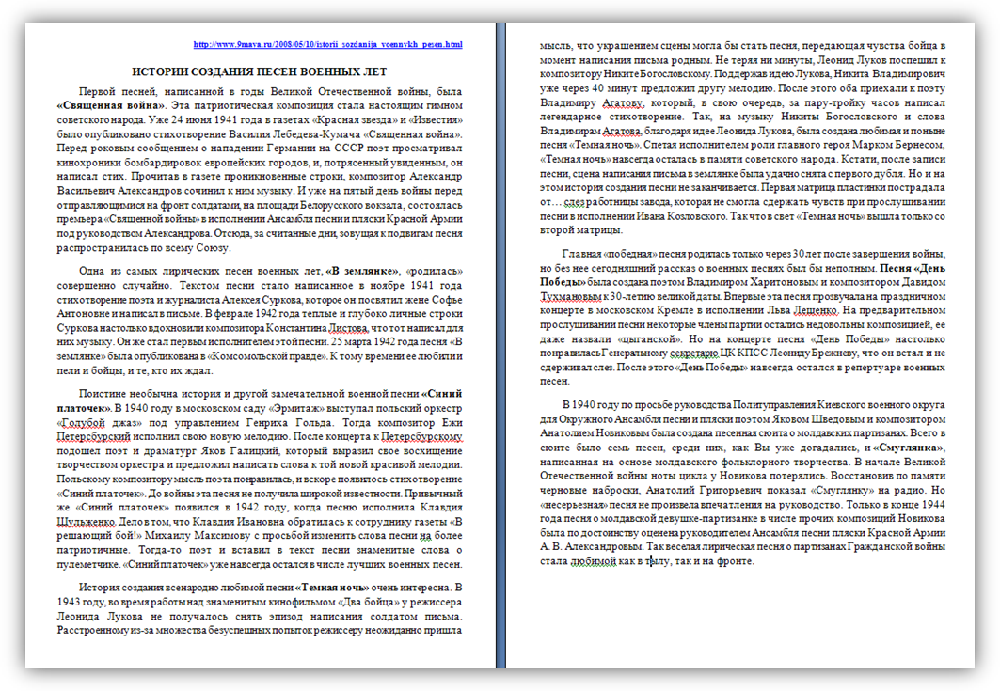 http://www.9maya.ru/2008/05/10/istorii_sozdanija_voennykh_pesen.html
ИСТОРИИ СОЗДАНИЯ ПЕСЕН ВОЕННЫХ ЛЕТ
Первой песней, написанной в годы Великой Отечественной войны, была
«Священная война». Эта патриотическая композиция стала настоящим гимном
советского народа. Уже 24 июня 1941 года в газетах «Красная звезда» и «Известия»
было опубликовано стихотворение Василия Лебедева-Кумача «Священная война».
Перед роковым сообщением о нападении Германии на СССР поэт просматривал
кинохроники бомбардировок европейских городов, и, потрясенный увиденным, он
написал стих. Прочитав в газете проникновенные строки, композитор Александр
Васильевич Александров сочинил к ним музыку. И уже на пятый день войны перед
отправляющимися на фронт солдатами, на площади Белорусского вокзала, состоялась
премьера «Священной войны» в исполнении Ансамбля песни и пляски Красной Армии
под руководством Александрова. Отсюда, за считанные дни, зовущая к подвигам песня
распространилась по всему Союзу.
Одна из самых лирических песен военных лет, «В землянке», «родилась»
совершенно случайно. Текстом песни стало написанное в ноябре 1941 года
стихотворение поэта и журналиста Алексея Суркова, которое он посвятил жене Софье
Антоновне и написал в письме. В феврале 1942 года теплые и глубоко личные строки
Суркова настолько вдохновили композитора Константина Листова, что тот написал для
них музыку. Он же стал первым исполнителем этой песни. 25 марта 1942 года песня «В
землянке» была опубликована в «Комсомольской правде». К тому времени ее любили и
пели и бойцы, и те, кто их ждал.
Поистине необычна история и другой замечательной военной песни «Синий
платочек». В 1940 году в московском саду «Эрмитаж» выступал польский оркестр
«Голубой джаз» под управлением Генриха Гольда. Тогда композитор Ежи
Петерсбурский исполнил свою новую мелодию. После концерта к Петерсбурскому
подошел поэт и драматург Яков Галицкий, который выразил свое восхищение
творчеством оркестра и предложил написать слова к той новой красивой мелодии.
Польскому композитору мысль поэта понравилась, и вскоре появилось стихотворение
«Синий платочек». До войны эта песня не получила широкой известности. Привычный
же «Синий платочек» появился в 1942 году, когда песню исполнила Клавдия
Шульженко. Дело в том, что Клавдия Ивановна обратилась к сотруднику газеты «В
решающий бой!» Михаилу Максимову с просьбой изменить слова песни на более
патриотичные. Тогда-то поэт и вставил в текст песни знаменитые слова о
пулеметчике. «Синий платочек» уже навсегда остался в числе лучших военных песен.
История создания всенародно любимой песни «Темная ночь» очень интересна. В
1943 году, во время работы над знаменитым кинофильмом «Два бойца» у режиссера
Леонида Лукова не получалось снять эпизод написания солдатом письма.
Расстроенному из-за множества безуспешных попыток режиссеру неожиданно пришла
мысль, что украшением сцены могла бы стать песня, передающая чувства бойца в
момент написания письма родным. Не теряя ни минуты, Леонид Луков поспешил к
композитору Никите Богословскому. Поддержав идею Лукова, Никита Владимирович
уже через 40 минут предложил другу мелодию. После этого оба приехали к поэту
Владимиру Агатову, который, в свою очередь, за пару-тройку часов написал
легендарное стихотворение. Так, на музыку Никиты Богословского и слова
Владимирам Агатова, благодаря идее Леонида Лукова, была создана любимая и поныне
песня «Темная ночь». Спетая исполнителем роли главного героя Марком Бернесом,
«Темная ночь» навсегда осталась в памяти советского народа. Кстати, после записи
песни, сцена написания письма в землянке была удачно снята с первого дубля. Но и на
этом история создания песни не заканчивается. Первая матрица пластинки пострадала
от… слез работницы завода, которая не смогла сдержать чувств при прослушивании
песни в исполнении Ивана Козловского. Так что в свет «Темная ночь» вышла только со
второй матрицы.
Главная «победная» песня родилась только через 30 лет после завершения войны,
но без нее сегодняшний рассказ о военных песнях был бы неполным. Песня «День
Победы» была создана поэтом Владимиром Харитоновым и композитором Давидом
Тухмановым к 30-летию великой даты. Впервые эта песня прозвучала на праздничном
концерте в московском Кремле в исполнении Льва Лещенко. На предварительном
прослушивании песни некоторые члены партии остались недовольны композицией, ее
даже назвали «цыганской». Но на концерте песня «День Победы» настолько
понравилась Генеральному секретарю ЦК КПСС Леониду Брежневу, что он встал и не
сдерживал слез. После этого «День Победы» навсегда остался в репертуаре военных
песен.
В 1940 году по просьбе руководства Политуправления Киевского военного округа
для Окружного Ансамбля песни и пляски поэтом Яковом Шведовым и композитором
Анатолием Новиковым была создана песенная сюита о молдавских партизанах. Всего в
сюите было семь песен, среди них, как Вы уже догадались, и «Смуглянка»,
написанная на основе молдавского фольклорного творчества. В начале Великой
Отечественной войны ноты цикла у Новикова потерялись. Восстановив по памяти
черновые наброски, Анатолий Григорьевич показал «Смуглянку» на радио. Но
«несерьезная» песня не произвела впечатления на руководство. Только в конце 1944
года песня о молдавской девушке-партизанке в числе прочих композиций Новикова
была по достоинству оценена руководителем Ансамбля песни пляски Красной Армии
А. В. Александровым. Так веселая лирическая песня о партизанах Гражданской войны
стала любимой как в тылу, так и на фронте.